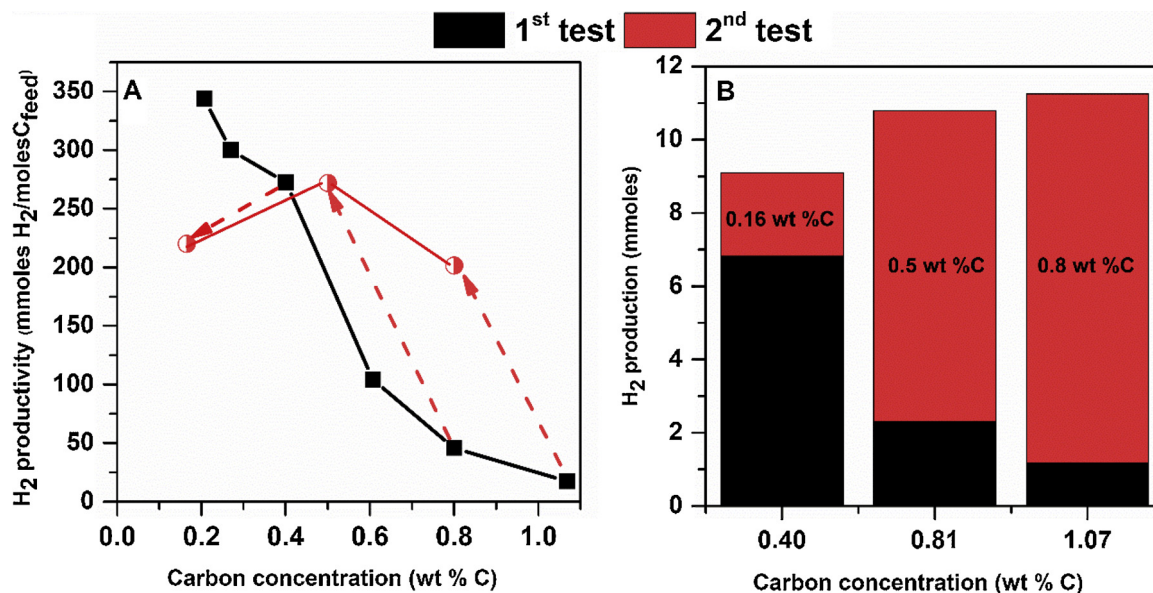 1st test 2nd test
A
H2 productivity (mmoles H2/molesCfeed)
350
300
250
200
150
100
50
0
0.0 0.2 0.4 0.6 0.8 1.0
Carbon concentration (wt % C)
B
H2 production (mmoles)
12
10
8
6
4
2
0
0.16 wt %C
0.5 wt %C
0.8 wt %C
0.40 0.81 1.07
Carbon concentration (wt % C)